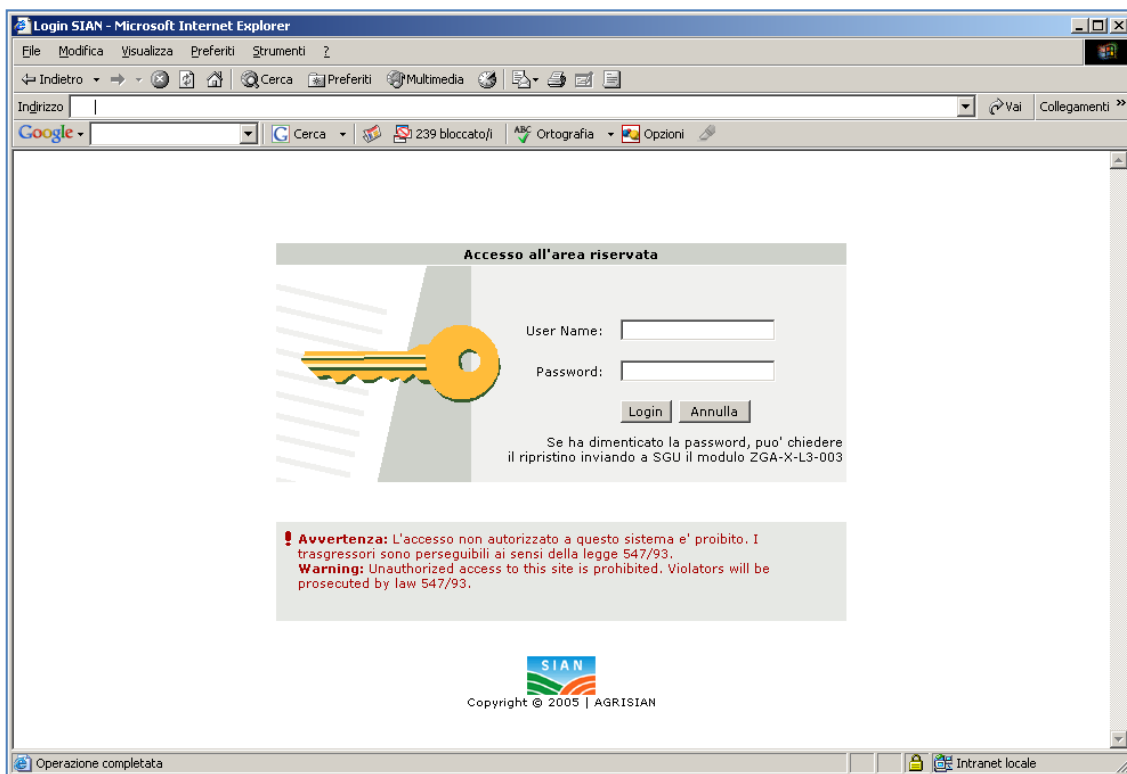 Login SIAN - Microsoft Internet Explorer
File Modifica Visualizza Preferiti Strumenti ?
Indietro Cerca Preferiti Multimedia
Indirizzo Vai Collegamenti »
Google Cerca 239 bloccato/i ABC Ortografia Opzioni
Accesso all'area riservata
User Name:
Password:
Login Annulla
Se ha dimenticato la password, puo' chiedere
il ripristino inviando a SGU il modulo ZGA-X-L3-003
Avvertenza: L'accesso non autorizzato a questo sistema e' proibito. I
trasgressori sono perseguibili ai sensi della legge 547/93.
Warning: Unauthorized access to this site is prohibited. Violators will be
prosecuted by law 547/93.
SIAN
Copyright © 2005 | AGRISIAN
Operazione completata Intranet locale